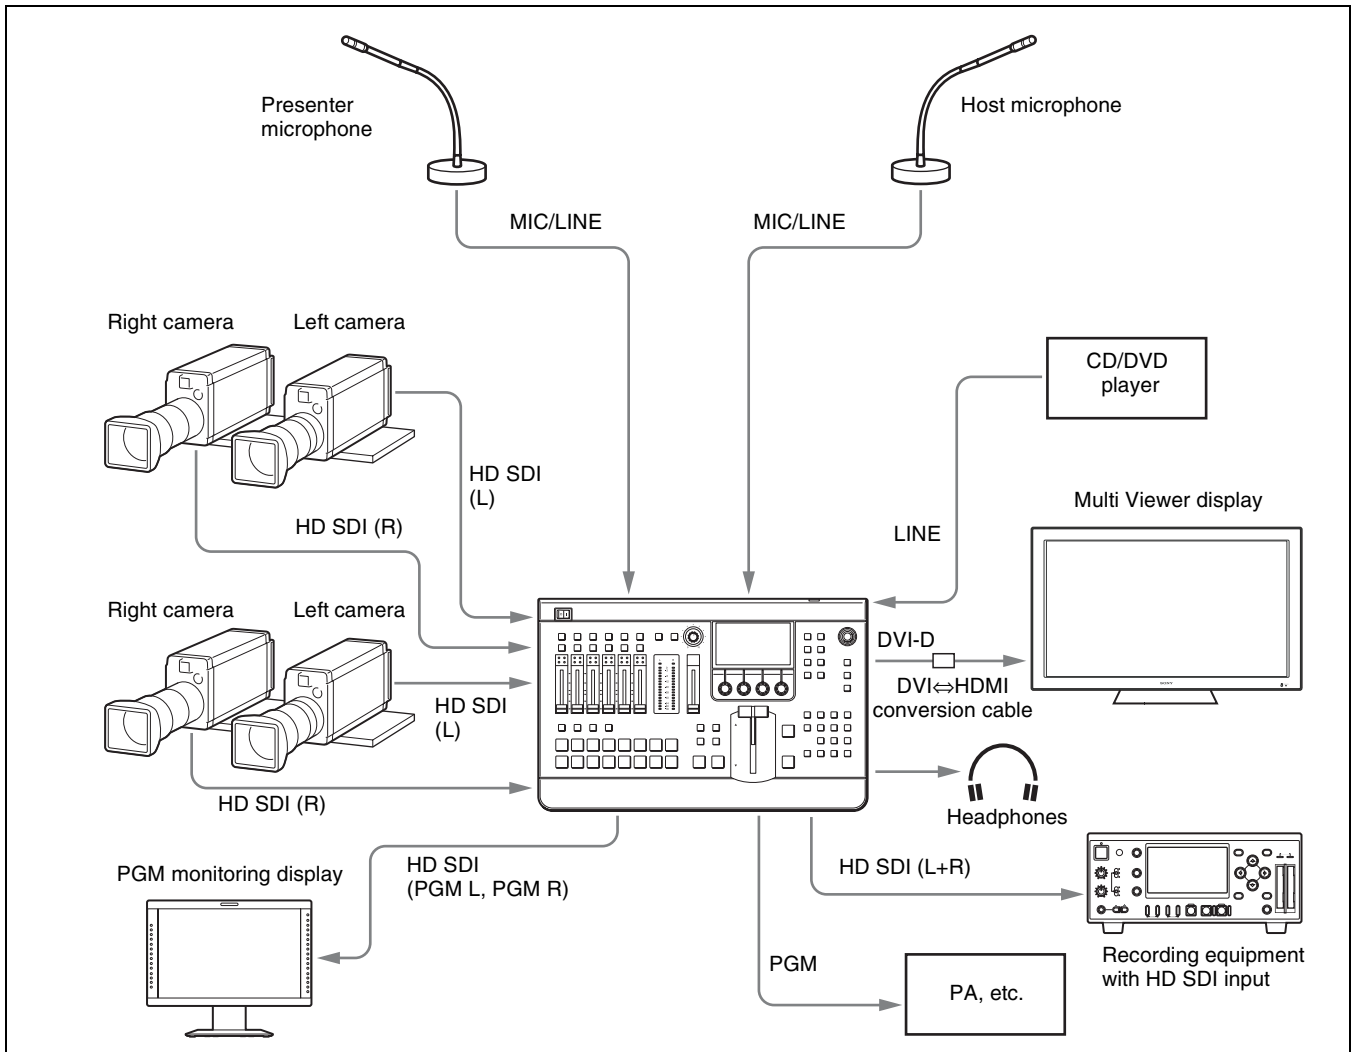 Presenter
microphone
Host microphone
MIC/LINE
MIC/LINE
Right camera
Left camera
CD/DVD
player
HD SDI
(L)
Multi Viewer display
HD SDI (R)
LINE
Right camera
Left camera
DVI-D
DVI⇔HDMI
conversion cable
SONY
HD SDI
(L)
HD SDI (R)
Headphones
HD SDI
(PGM L, PGM R)
HD SDI (L+R)
PGM monitoring display
PGM
PA, etc.
Recording equipment
with HD SDI input